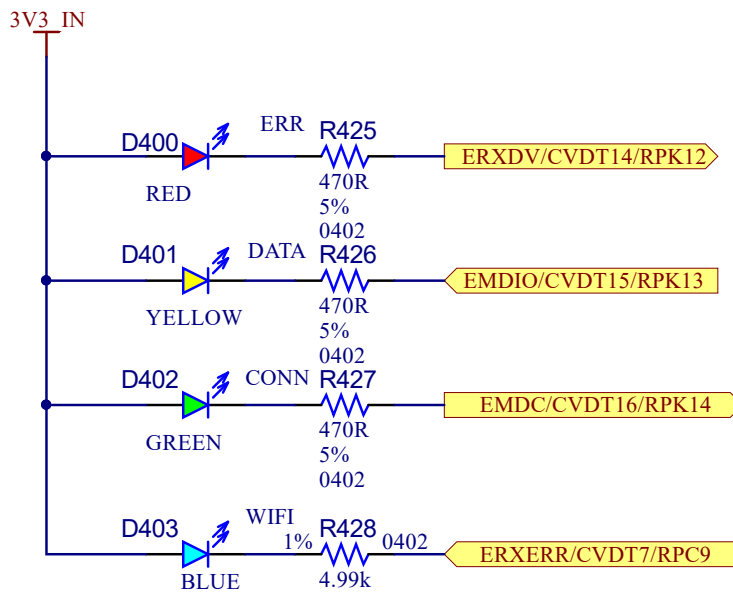 3V3_IN
D400
ERR
R425
ERXDV/CVDT14/RPK12
RED
470R
5%
0402
D401
DATA
R426
EMDIO/CVDT15/RPK13
YELLOW
470R
5%
0402
D402
CONN
R427
EMDC/CVDT16/RPK14
GREEN
470R
5%
0402
D403
WIFI
R428
1%
0402
ERXERR/CVDT7/RPC9
BLUE
4.99k